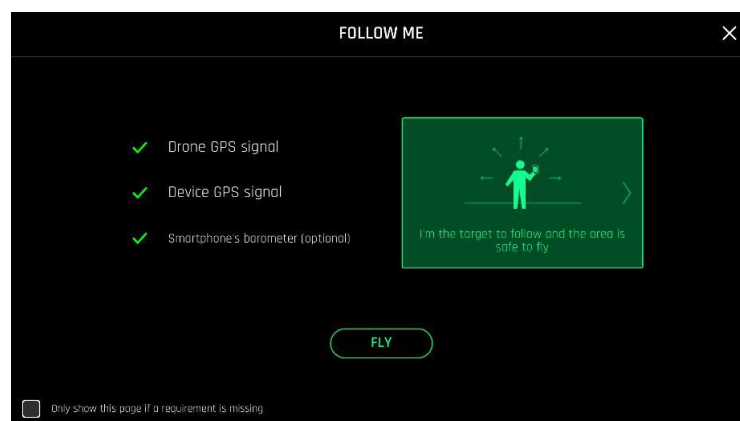 FOLLOW ME
Drone GPS signal
Device GPS signal
Smartphone's barometer (optional)
I'm the target to follow and the area is
safe to fly
FLY
Only show this page if a requirement is missing